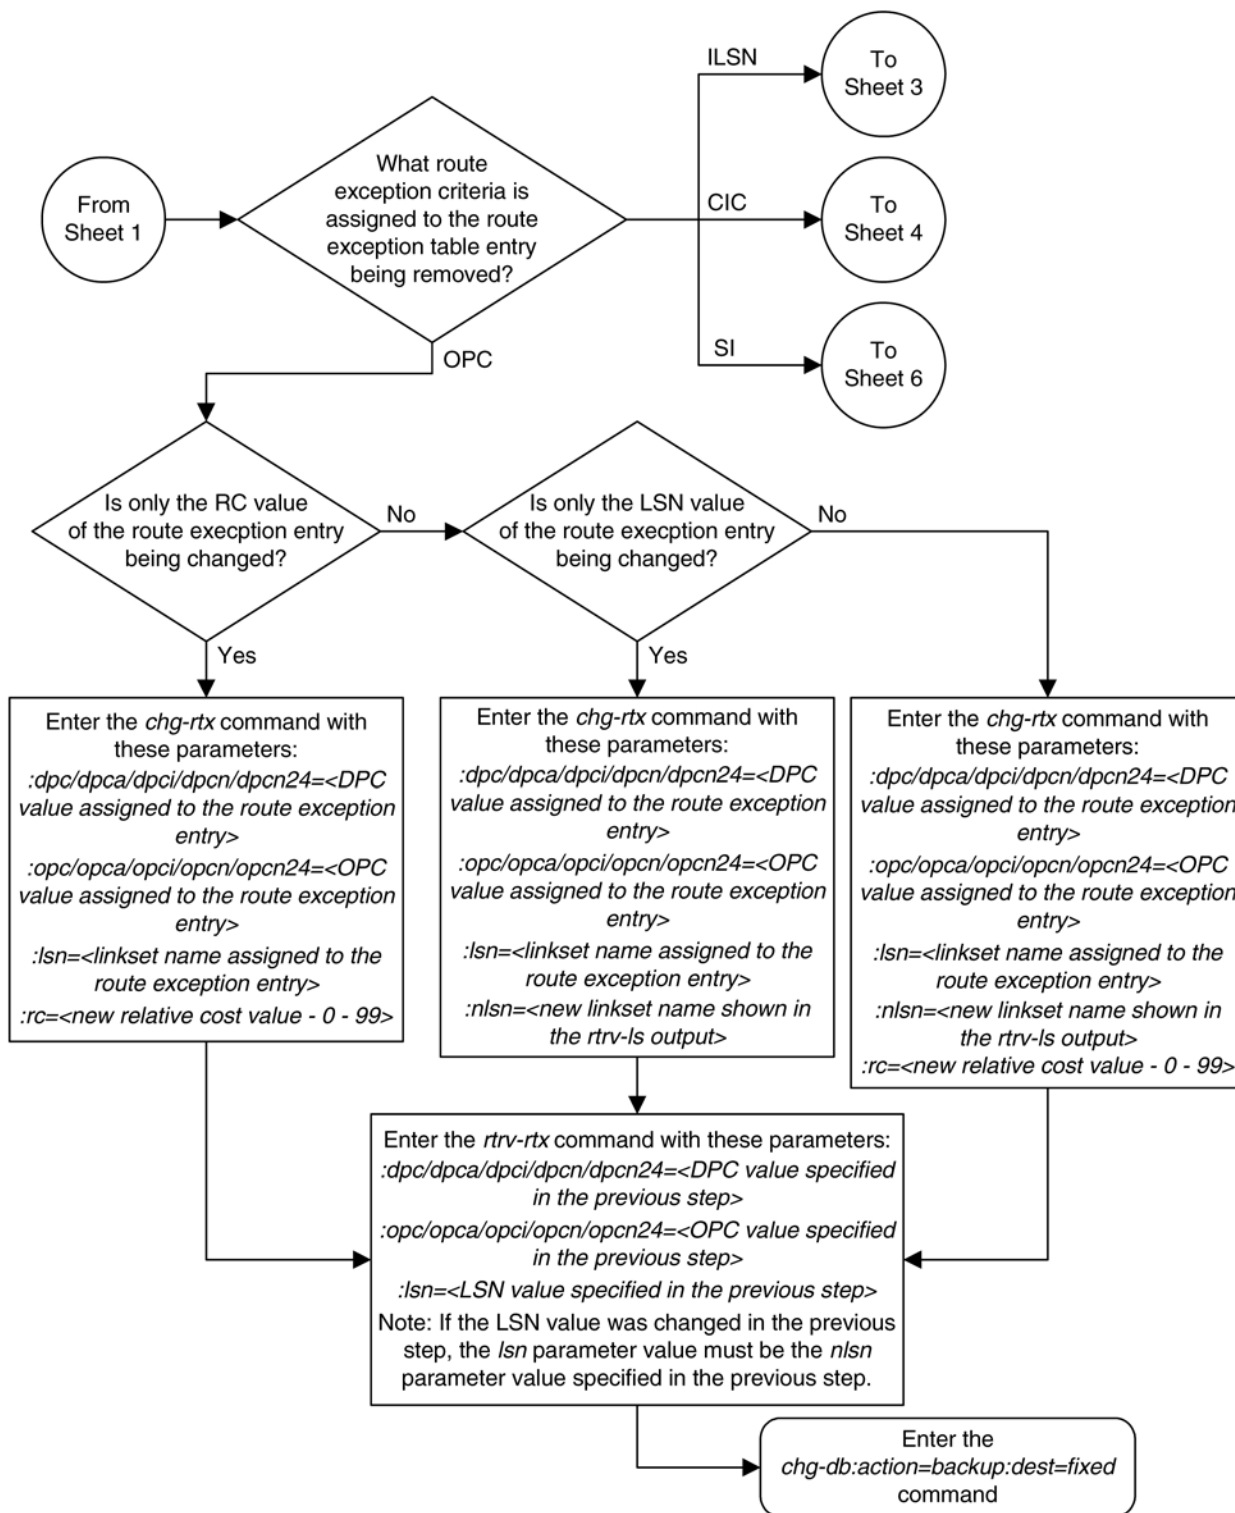 ILSN
To
Sheet 3
From
Sheet 1
What route
exception criteria is
assigned to the route
exception table entry
being removed?
CIC
To
Sheet 4
SI
To
Sheet 6
OPC
Is only the RC value
of the route execption entry
being changed?
No
Is only the LSN value
of the route execption entry
being changed?
No
Yes
Yes
Enter the chg-rtx command with
these parameters:
:dpc/dpca/dpci/dpcn/dpcn24=<DPC
value assigned to the route exception
entry>
:opc/opca/opci/opcn/opcn24=<OPC
value assigned to the route exception
entry>
:lsn=<linkset name assigned to the
route exception entry>
:rc=<new relative cost value - 0 - 99>
Enter the chg-rtx command with
these parameters:
:dpc/dpca/dpci/dpcn/dpcn24=<DPC
value assigned to the route exception
entry>
:opc/opca/opci/opcn/opcn24=<OPC
value assigned to the route exception
entry>
:lsn=<linkset name assigned to the
route exception entry>
:nlsn=<new linkset name shown in
the rtrv-ls output>
Enter the chg-rtx command with
these parameters:
:dpc/dpca/dpci/dpcn/dpcn24=<DPC
value assigned to the route exception
entry>
:opc/opca/opci/opcn/opcn24=<OPC
value assigned to the route exception
entry>
:lsn=<linkset name assigned to the
route exception entry>
:nlsn=<new linkset name shown in
the rtrv-ls output>
:rc=<new relative cost value - 0 - 99>
Enter the rtrv-rtx command with these parameters:
:dpc/dpca/dpci/dpcn/dpcn24=<DPC value specified
in the previous step>
:opc/opca/opci/opcn/opcn24=<OPC value specified
in the previous step>
:lsn=<LSN value specified in the previous step>
Note: If the LSN value was changed in the previous
step, the lsn parameter value must be the nlsn
parameter value specified in the previous step.
Enter the
chg-db:action=backup:dest=fixed
command